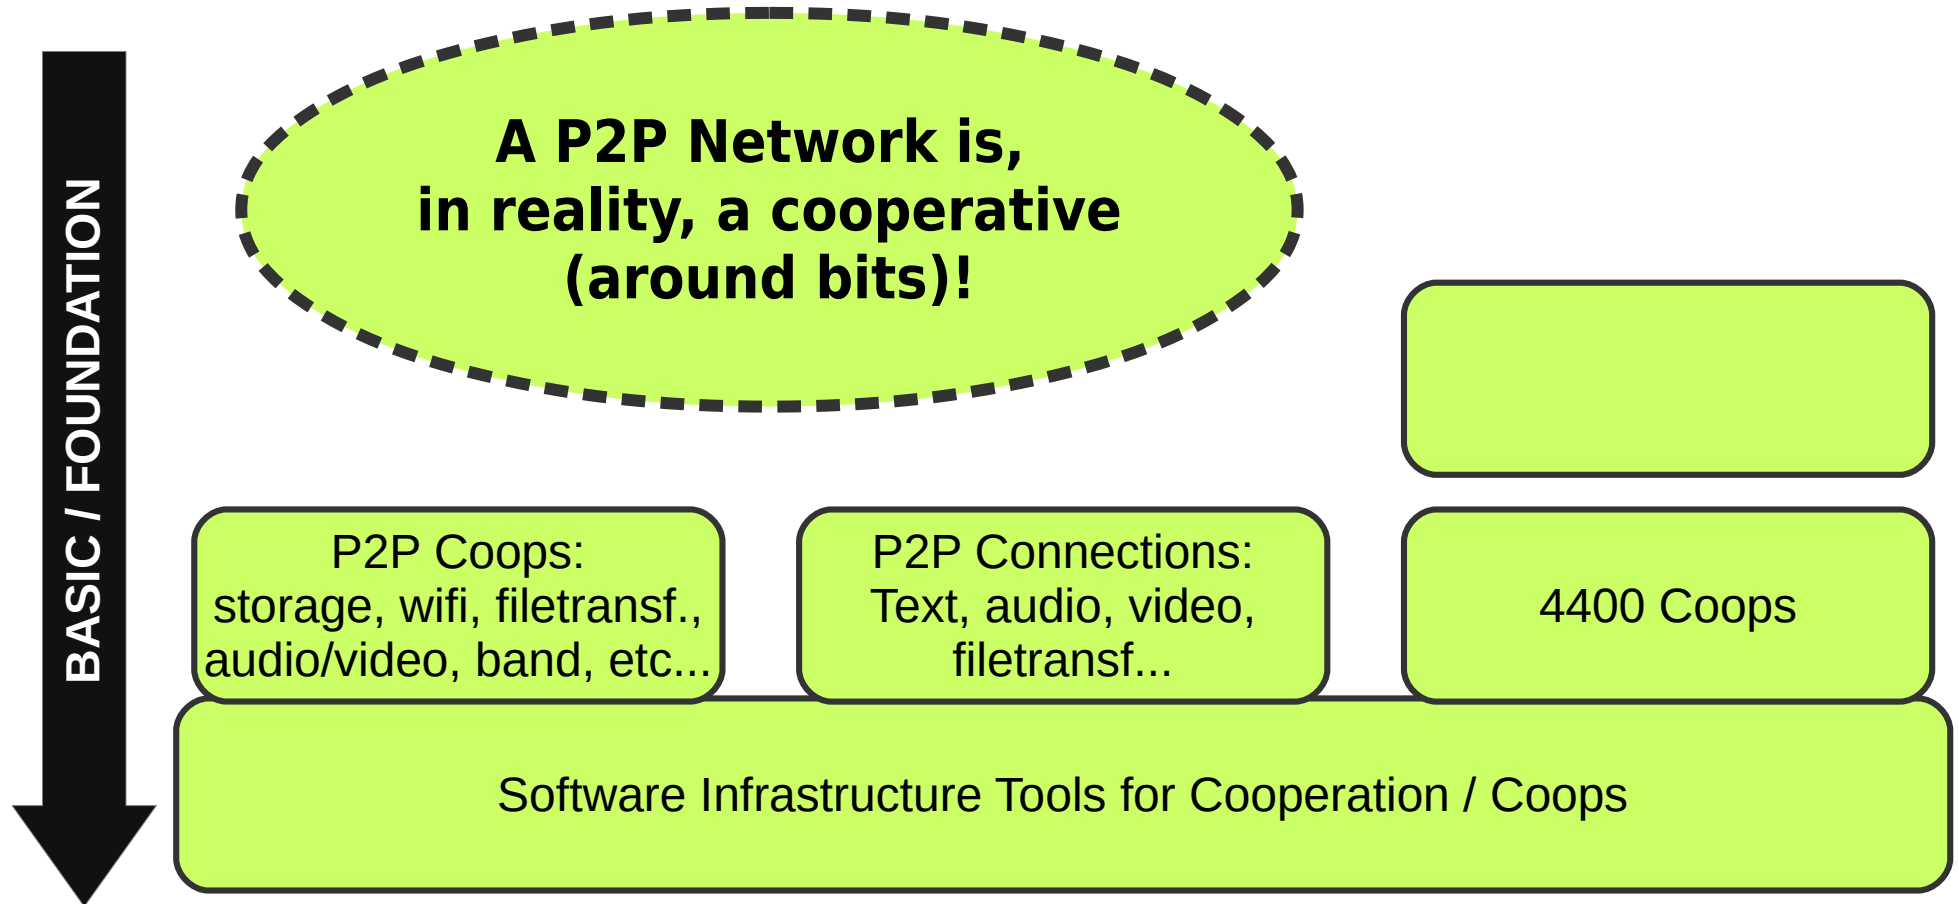 BASIC / FOUNDATION
A P2P Network is,
in reality, a cooperative
(around bits)!
P2P Coops:
storage, wifi, filetransf.,
audio/video, band, etc...
P2P Connections:
Text, audio, video,
filetransf...
4400 Coops
Software Infrastructure Tools for Cooperation / Coops